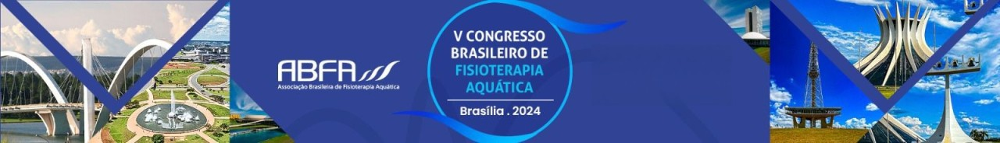 ABFA
Associação Brasileira de Fisioterapia Aquática
V CONGRESSO
BRASILEIRO DE
FISIOTERAPIA
AQUÁTICA
Brasília . 2024